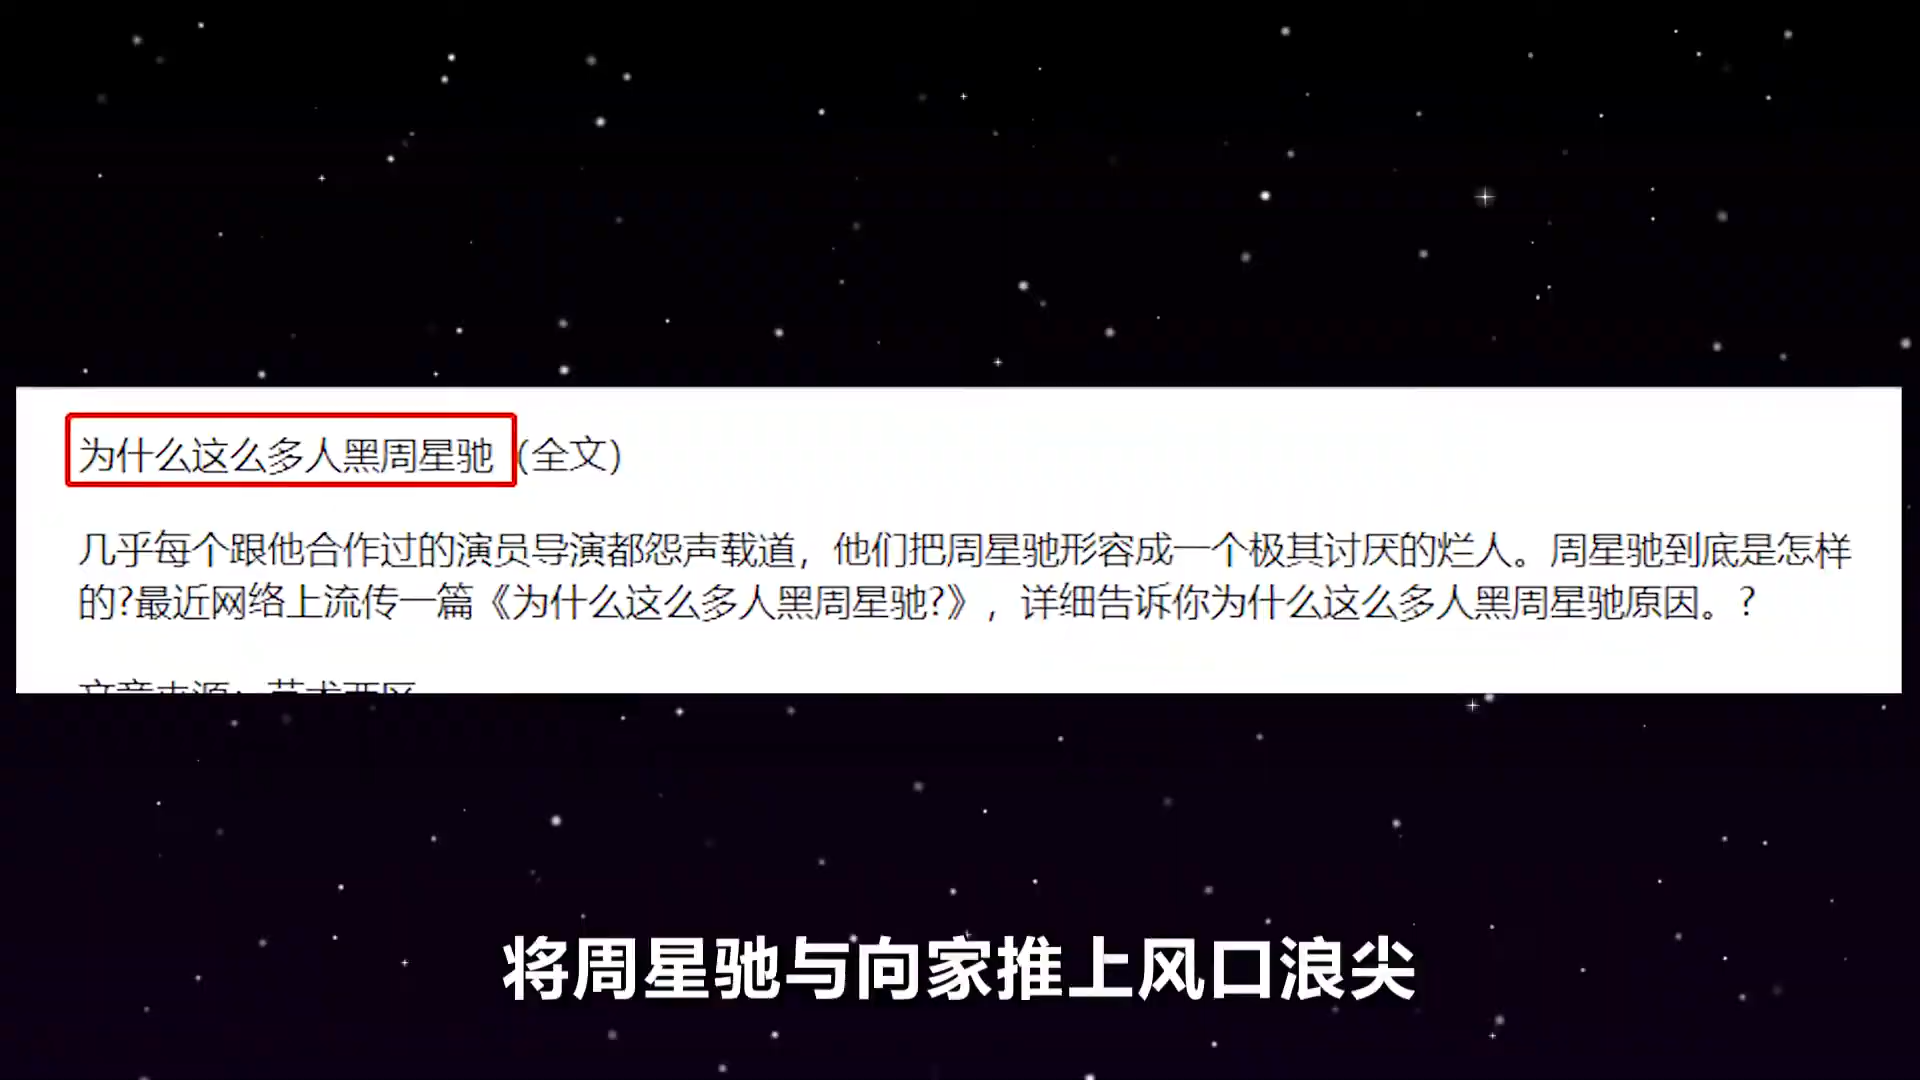 为什么这么多人黑周星驰 (全文)
几乎每个跟他合作过的演员导演都怨声载道，他们把周星驰形容成一个极其讨厌的烂人。周星驰到底是怎样
的?最近网络上流传一篇《为什么这么多人黑周星驰?》，详细告诉你为什么这么多人黑周星驰原因。?
将周星驰与向家推上风口浪尖